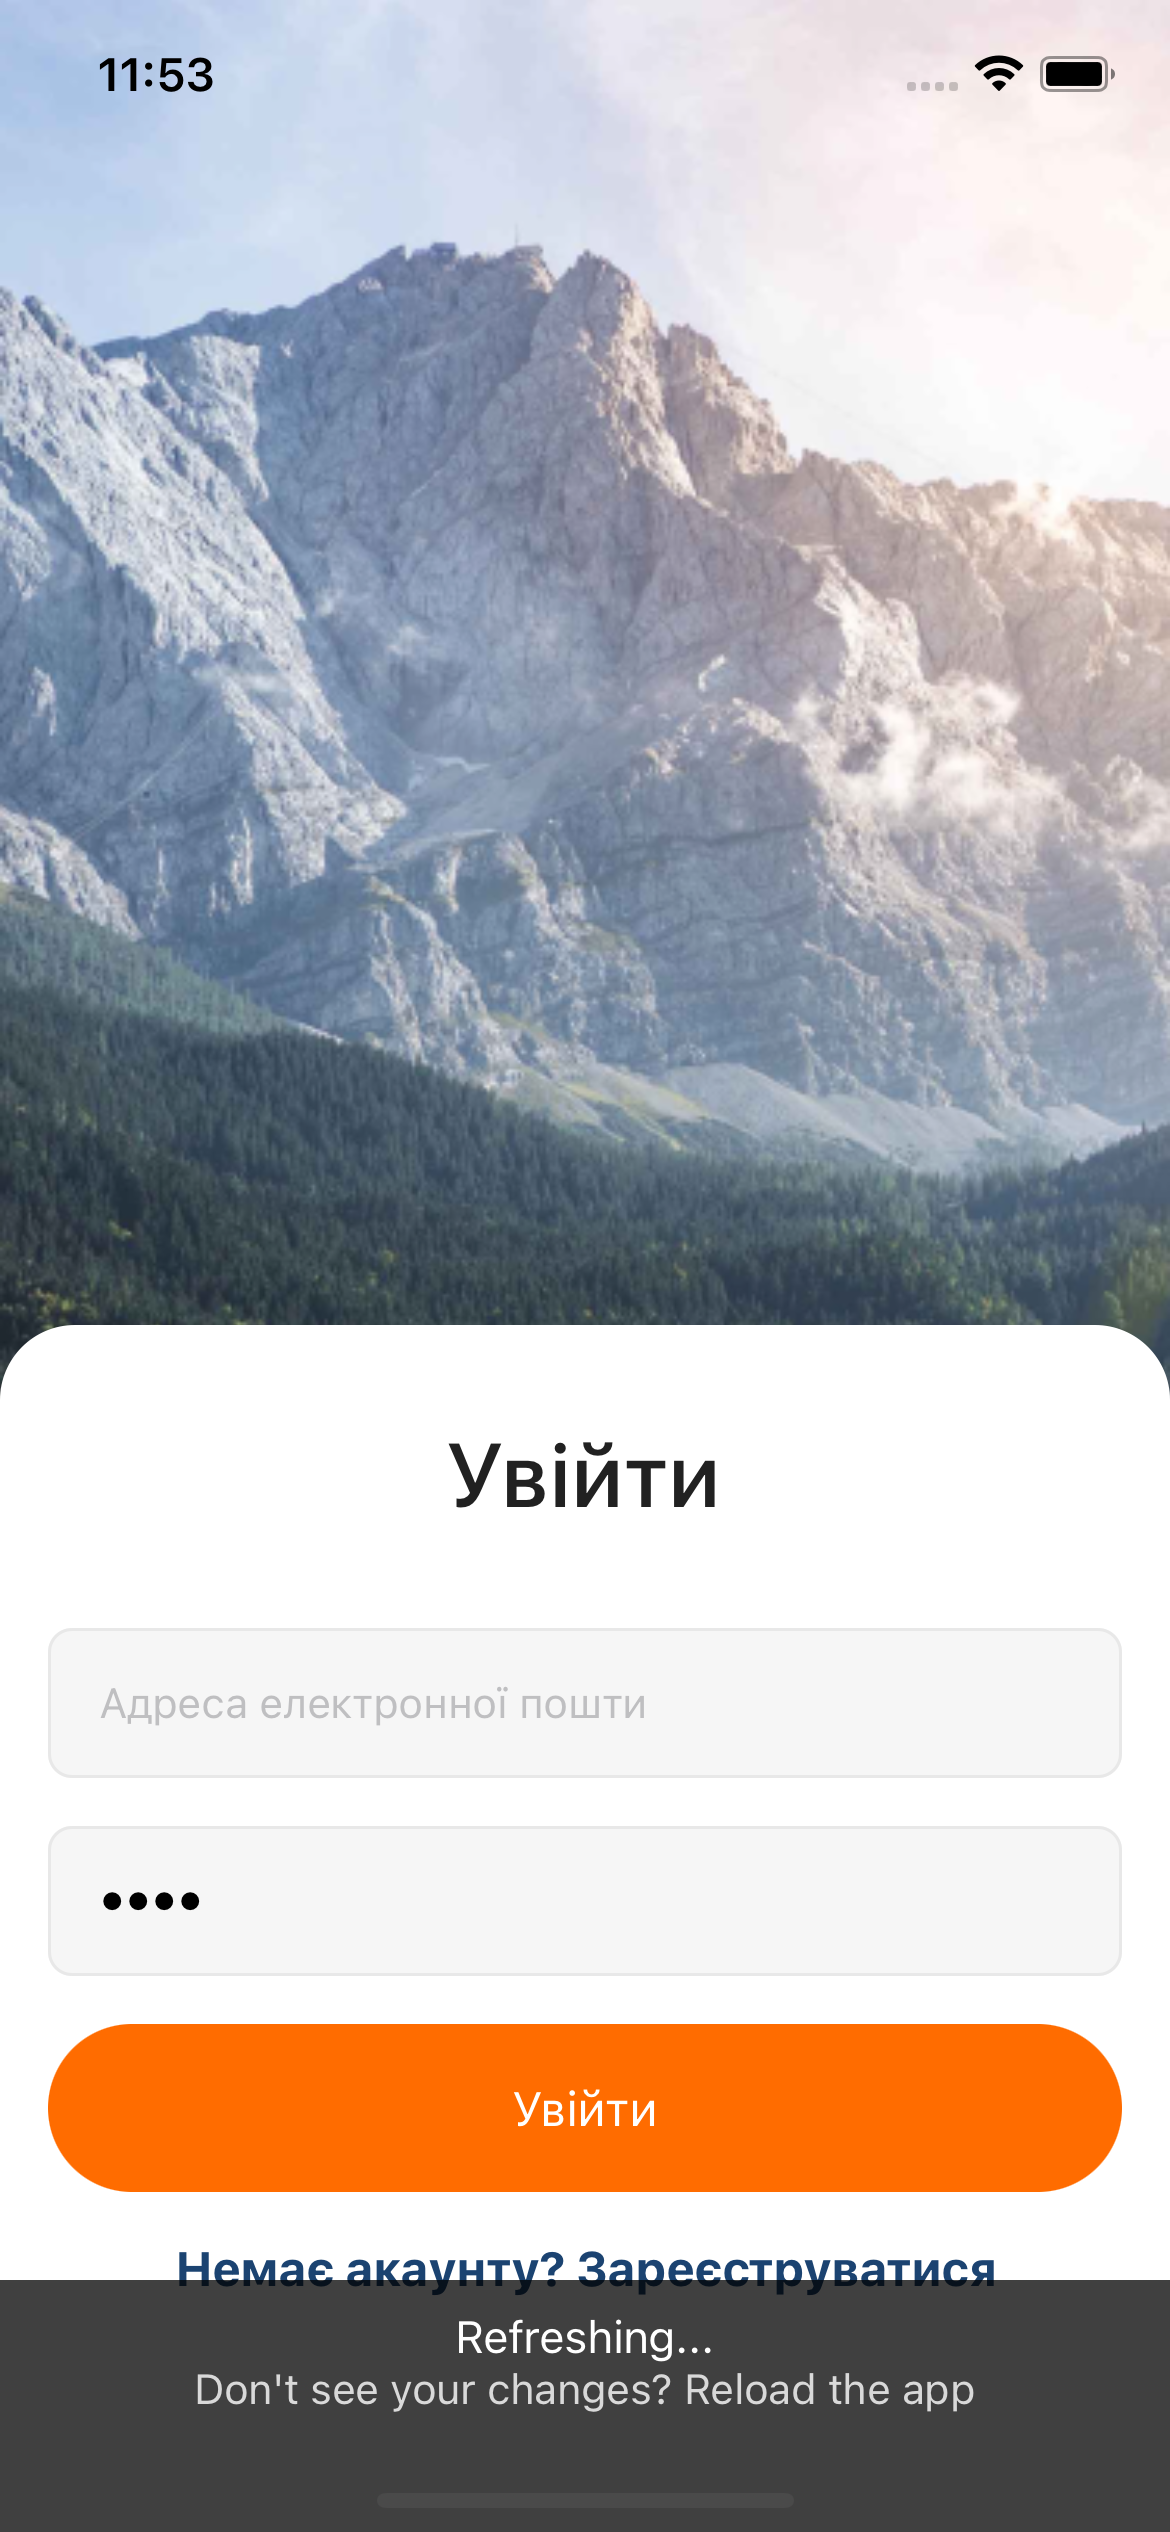 11:53
Увійти
Адреса електронної пошти
••••
Увійти
Немає акаунту? Зареєструватися
Refreshing...
Don't see your changes? Reload the app